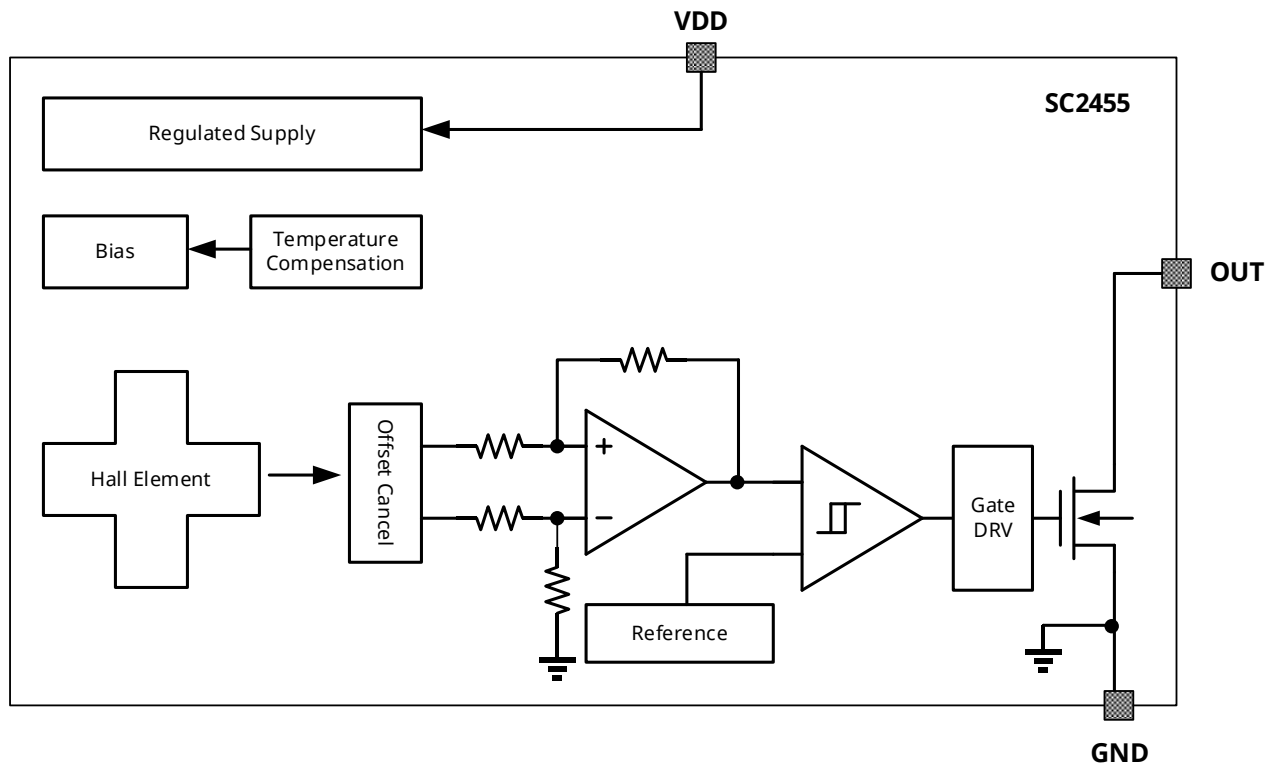 VDD
SC2455
Regulated Supply
Bias
Temperature
Compensation
OUT
Hall Element
Offset Cancel
+
−
Gate
DRV
Reference
GND